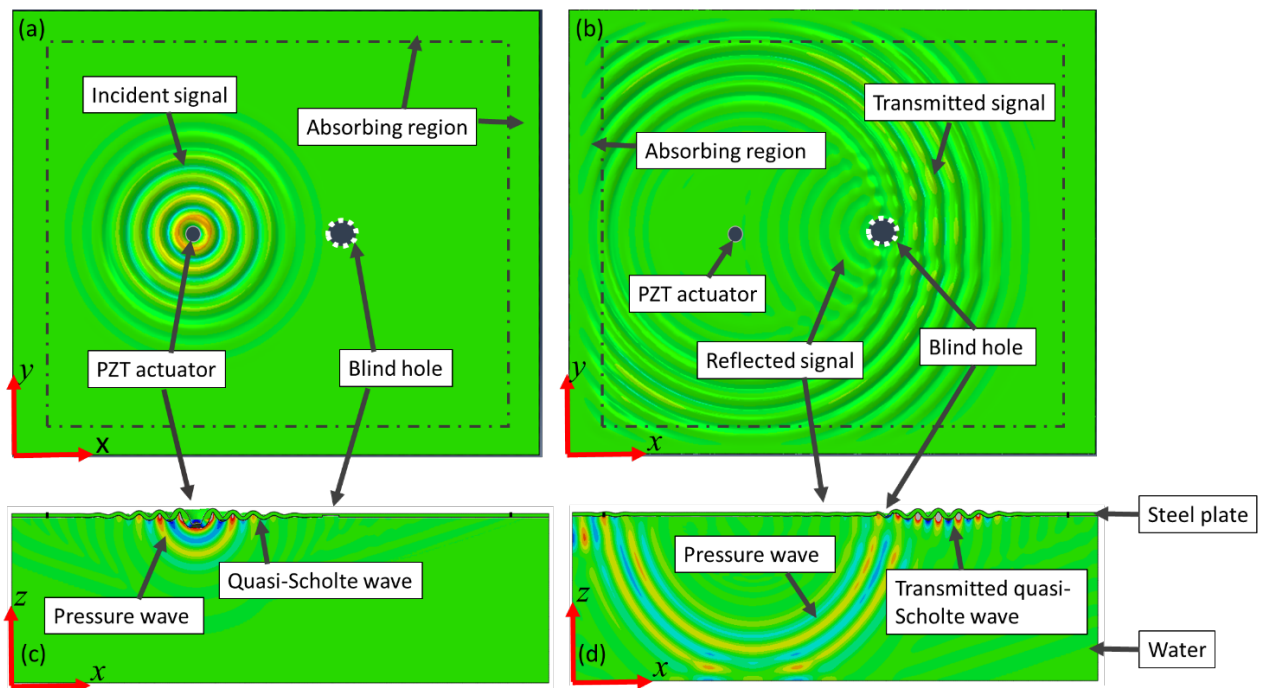 (a)
Incident signal
Absorbing region
PZT actuator
Blind hole
y
x
(b)
Transmitted signal
Absorbing region
PZT actuator
Reflected signal
Blind hole
y
x
Quasi-Scholte wave
Pressure wave
z
(c)
x
Steel plate
Pressure wave
Transmitted quasi-
Scholte wave
z
Water
(d)
x